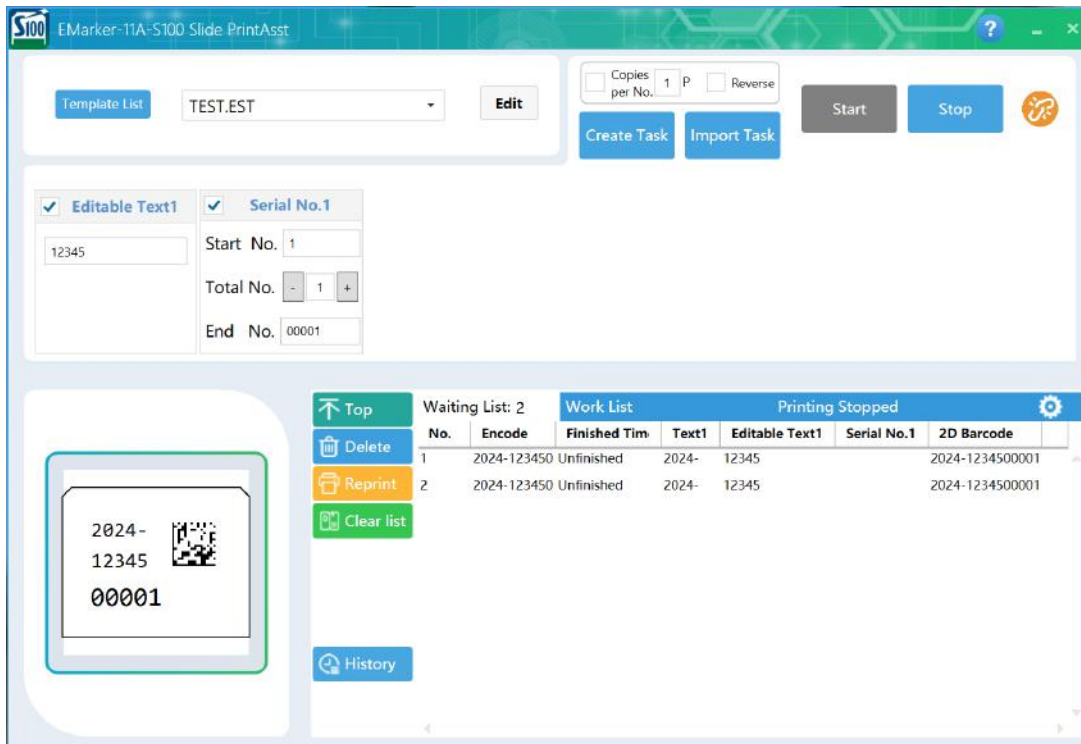 S100 EMarker-11A-S100 Slide PrintAsst ?
Template List TEST.EST Edit
Copies per No. 1 P Reverse
Create Task Import Task Start Stop
Editable Text1 Serial No.1
12345
Start No. 1
Total No. - 1 +
End No. 00001
2024-
12345
00001
Top
Delete
Reprint
Clear list
History
Waiting List: 2 Work List Printing Stopped
No. Encode Finished Tim Text1 Editable Text1 Serial No.1 2D Barcode
1 2024-123450 Unfinished 2024- 12345 2024-1234500001
2 2024-123450 Unfinished 2024- 12345 2024-1234500001